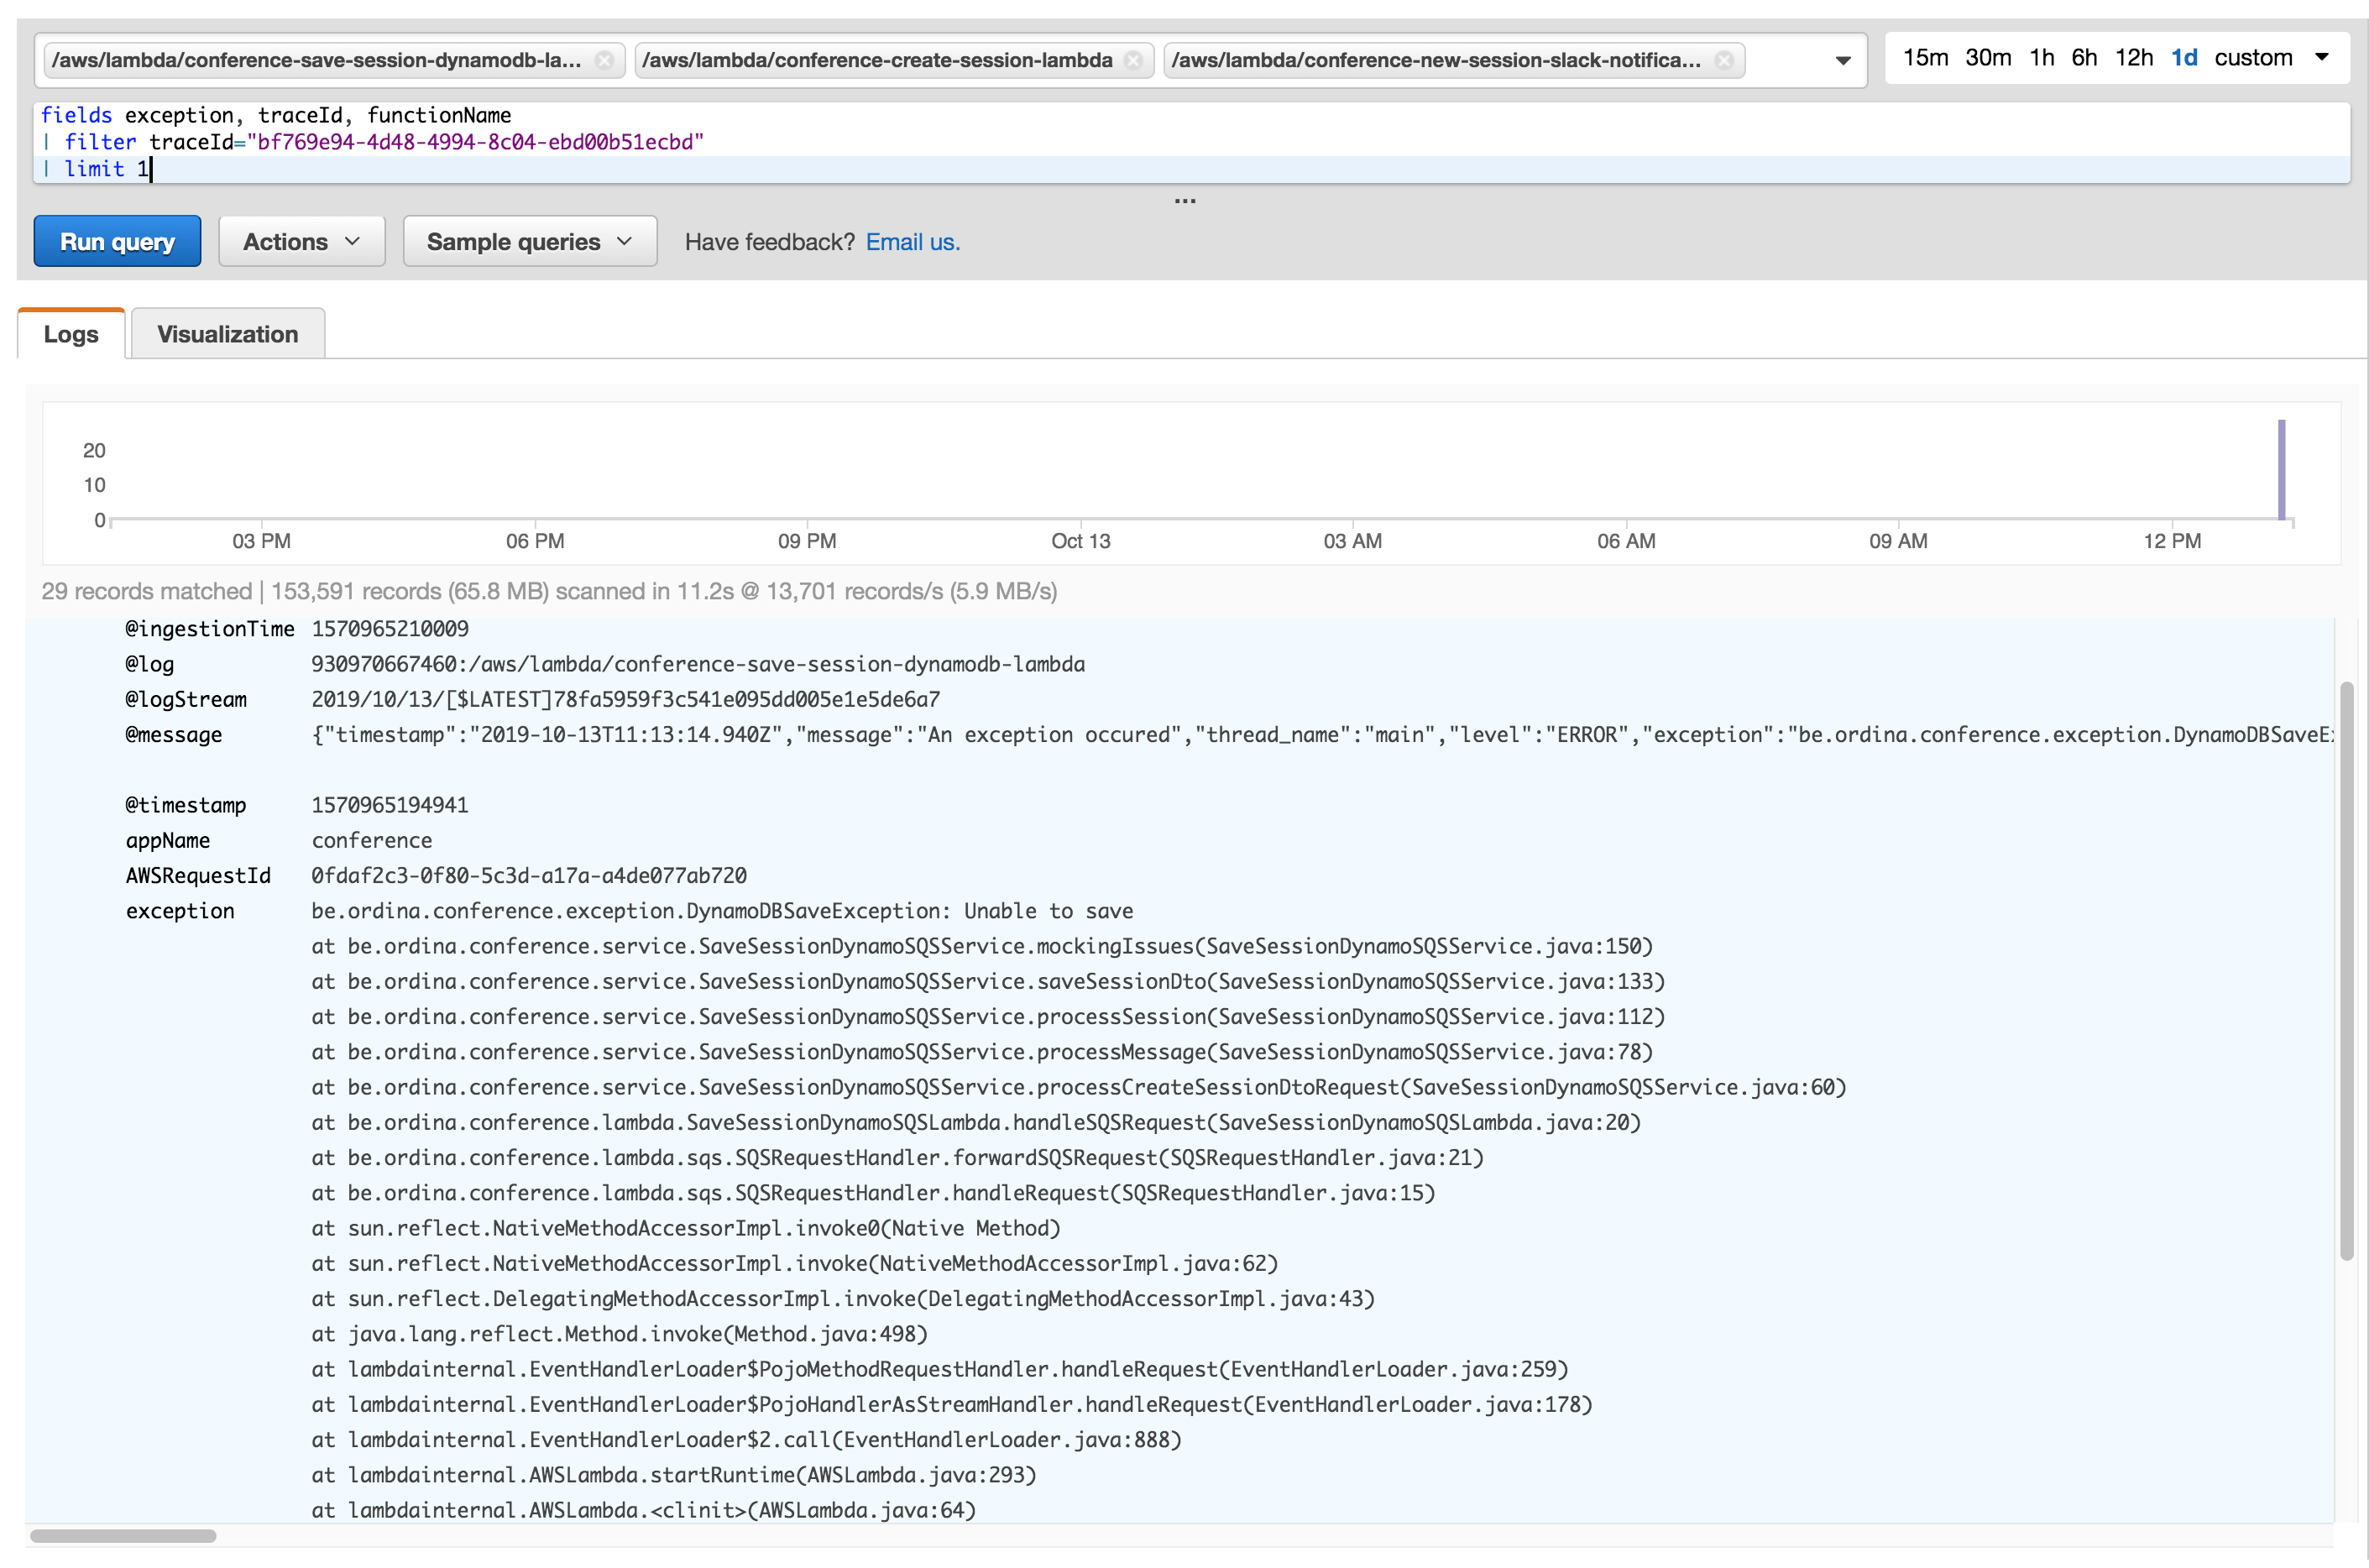 /aws/lambda/conference-save-session-dynamodb-la... /aws/lambda/conference-create-session-lambda /aws/lambda/conference-new-session-slack-notifica... 15m 30m 1h 6h 12h 1d custom
fields exception, traceId, functionName
| filter traceId="bf769e94-4d48-4994-8c04-ebd00b51ecbd"
| limit 1
...
Run query Actions Sample queries Have feedback? Email us.
Logs Visualization
20
10
0
03 PM 06 PM 09 PM Oct 13 03 AM 06 AM 09 AM 12 PM
29 records matched | 153,591 records (65.8 MB) scanned in 11.2s @ 13,701 records/s (5.9 MB/s)
@ingestionTime 1570965210009
@log 930970667460:/aws/lambda/conference-save-session-dynamodb-lambda
@logStream 2019/10/13/[$LATEST]78fa5959f3c541e095dd005e1e5de6a7
@message {"timestamp":"2019-10-13T11:13:14.940Z","message":"An exception occured","thread_name":"main","level":"ERROR","exception":"be.ordina.conference.exception.DynamoDBSaveE
@timestamp 1570965194941
appName conference
AWSRequestId 0fdaf2c3-0f80-5c3d-a17a-a4de077ab720
exception be.ordina.conference.exception.DynamoDBSaveException: Unable to save
at be.ordina.conference.service.SaveSessionDynamoSQSService.mockingIssues(SaveSessionDynamoSQSService.java:150)
at be.ordina.conference.service.SaveSessionDynamoSQSService.saveSessionDto(SaveSessionDynamoSQSService.java:133)
at be.ordina.conference.service.SaveSessionDynamoSQSService.processSession(SaveSessionDynamoSQSService.java:112)
at be.ordina.conference.service.SaveSessionDynamoSQSService.processMessage(SaveSessionDynamoSQSService.java:78)
at be.ordina.conference.service.SaveSessionDynamoSQSService.processCreateSessionDtoRequest(SaveSessionDynamoSQSService.java:60)
at be.ordina.conference.lambda.SaveSessionDynamoSQSLambda.handleSQSRequest(SaveSessionDynamoSQSLambda.java:20)
at be.ordina.conference.lambda.sqs.SQSRequestHandler.forwardSQSRequest(SQSRequestHandler.java:21)
at be.ordina.conference.lambda.sqs.SQSRequestHandler.handleRequest(SQSRequestHandler.java:15)
at sun.reflect.NativeMethodAccessorImpl.invoke0(Native Method)
at sun.reflect.NativeMethodAccessorImpl.invoke(NativeMethodAccessorImpl.java:62)
at sun.reflect.DelegatingMethodAccessorImpl.invoke(DelegatingMethodAccessorImpl.java:43)
at java.lang.reflect.Method.invoke(Method.java:498)
at lambdainternal.EventHandlerLoader$PojoMethodRequestHandler.handleRequest(EventHandlerLoader.java:259)
at lambdainternal.EventHandlerLoader$PojoHandlerAsStreamHandler.handleRequest(EventHandlerLoader.java:178)
at lambdainternal.EventHandlerLoader$2.call(EventHandlerLoader.java:888)
at lambdainternal.AWSLambda.startRuntime(AWSLambda.java:293)
at lambdainternal.AWSLambda.<clinit>(AWSLambda.java:64)